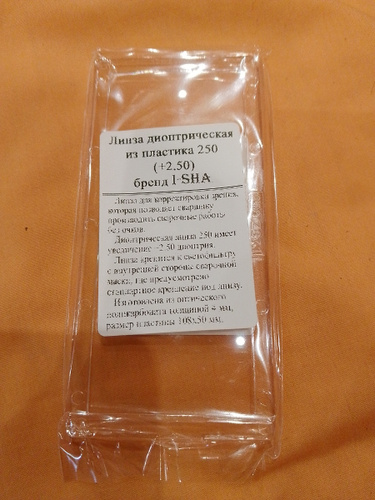 Линза диоптрическая
из пластика 250
(+2.50)
бренд I-SHA
Линза для корректировки зрения,
которая позволяет сварщику
производить сварочные работы
без очков.
Диоптрическая линза 250 имеет
увеличение +2.50 диоптрия.
Линза крепится к светофильтру
с внутренней стороны сварочной
маски, где предусмотрено
стандартное крепление под линзу.
Изготовлена из оптического
поликарбоната толщиной 4 мм,
размер пластины 108х50 мм.